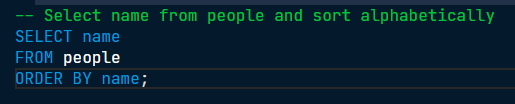 -- Select name from people and sort alphabetically
SELECT name
FROM people
ORDER BY name;